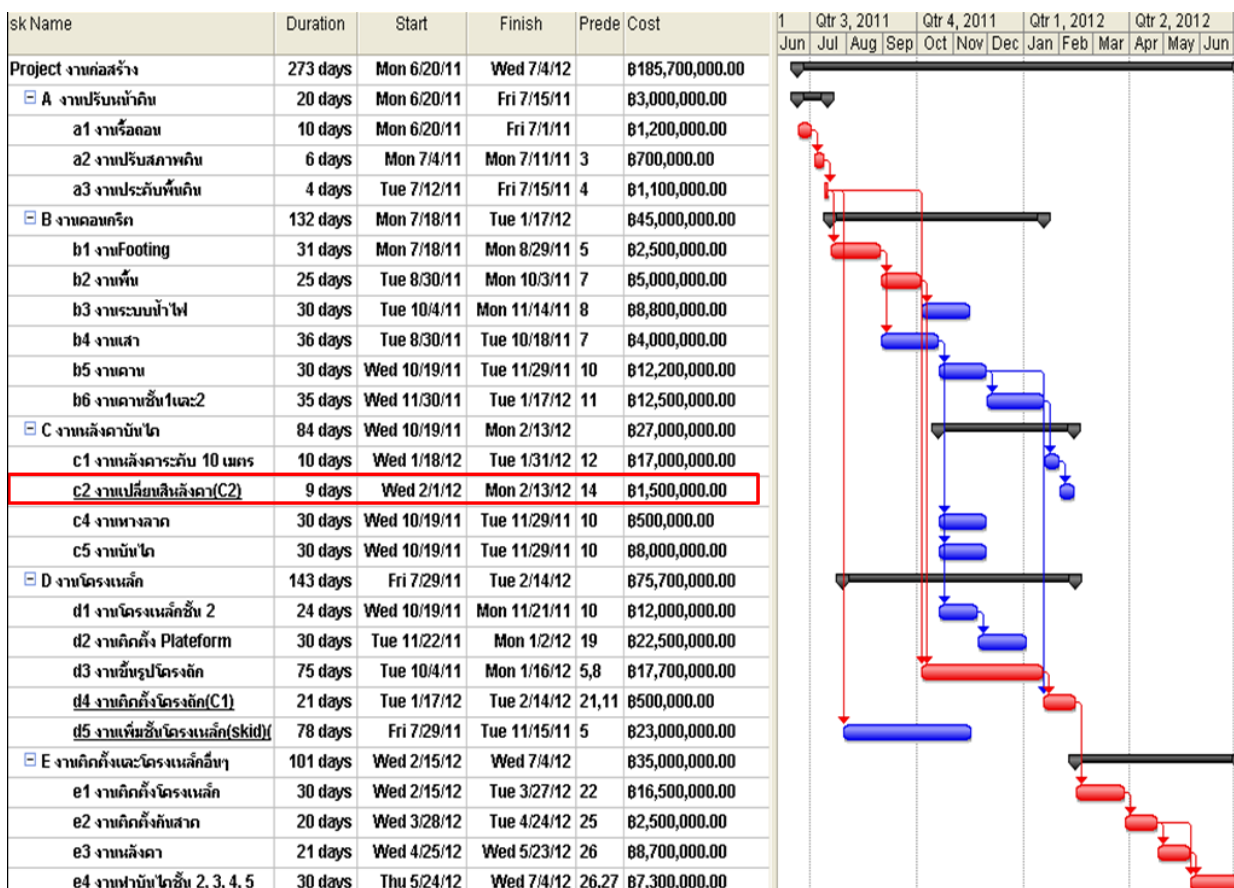 sk Name Duration Start Finish Prede Cost 1 Qtr 3, 2011 Qtr 4, 2011 Qtr 1, 2012 Qtr 2, 2012
Jun Jul Aug Sep Oct Nov Dec Jan Feb Mar Apr May Jun
Project งานก่อสร้าง 273 days Mon 6/20/11 Wed 7/4/12 ฿185,700,000.00
A งานปรับหน้าดิน 20 days Mon 6/20/11 Fri 7/15/11 ฿3,000,000.00
a1 งานรื้อถอน 10 days Mon 6/20/11 Fri 7/1/11 ฿1,200,000.00
a2 งานปรับสภาพดิน 6 days Mon 7/4/11 Mon 7/11/11 3 ฿700,000.00
a3 งานประดับพื้นดิน 4 days Tue 7/12/11 Fri 7/15/11 4 ฿1,100,000.00
B งานคอนกรีต 132 days Mon 7/18/11 Tue 1/17/12 ฿45,000,000.00
b1 งานFooting 31 days Mon 7/18/11 Mon 8/29/11 5 ฿2,500,000.00
b2 งานพื้น 25 days Tue 8/30/11 Mon 10/3/11 7 ฿5,000,000.00
b3 งานระบบน้ำไฟ 30 days Tue 10/4/11 Mon 11/14/11 8 ฿8,800,000.00
b4 งานเสา 36 days Tue 8/30/11 Tue 10/18/11 7 ฿4,000,000.00
b5 งานคาน 30 days Wed 10/19/11 Tue 11/29/11 10 ฿12,200,000.00
b6 งานคานชั้น1และ2 35 days Wed 11/30/11 Tue 1/17/12 11 ฿12,500,000.00
C งานหลังคาบันได 84 days Wed 10/19/11 Mon 2/13/12 ฿27,000,000.00
c1 งานหลังคาระดับ 10 เมตร 10 days Wed 1/18/12 Tue 1/31/12 12 ฿17,000,000.00
c2 งานเปลี่ยนสีหลังคา(C2) 9 days Wed 2/1/12 Mon 2/13/12 14 ฿1,500,000.00
c4 งานทางลาด 30 days Wed 10/19/11 Tue 11/29/11 10 ฿500,000.00
c5 งานบันได 30 days Wed 10/19/11 Tue 11/29/11 10 ฿8,000,000.00
D งานโครงเหล็ก 143 days Fri 7/29/11 Tue 2/14/12 ฿75,700,000.00
d1 งานโครงเหล็กชั้น 2 24 days Wed 10/19/11 Mon 11/21/11 10 ฿12,000,000.00
d2 งานติดตั้ง Plateform 30 days Tue 11/22/11 Mon 1/2/12 19 ฿22,500,000.00
d3 งานขึ้นรูปโครงถัก 75 days Tue 10/4/11 Mon 1/16/12 5,8 ฿17,700,000.00
d4 งานติดตั้งโครงถัก(C1) 21 days Tue 1/17/12 Tue 2/14/12 21,11 ฿500,000.00
d5 งานเพิ่มชั้นโครงเหล็ก(skid)( 78 days Fri 7/29/11 Tue 11/15/11 5 ฿23,000,000.00
E งานติดตั้งและโครงเหล็กอื่นๆ 101 days Wed 2/15/12 Wed 7/4/12 ฿35,000,000.00
e1 งานติดตั้งโครงเหล็ก 30 days Wed 2/15/12 Tue 3/27/12 22 ฿16,500,000.00
e2 งานติดตั้งกันสาด 20 days Wed 3/28/12 Tue 4/24/12 25 ฿2,500,000.00
e3 งานหลังคา 21 days Wed 4/25/12 Wed 5/23/12 26 ฿8,700,000.00
e4 งานฝาบันไดชั้น 2, 3, 4, 5 30 days Thu 5/24/12 Wed 7/4/12 26,27 ฿7,300,000.00